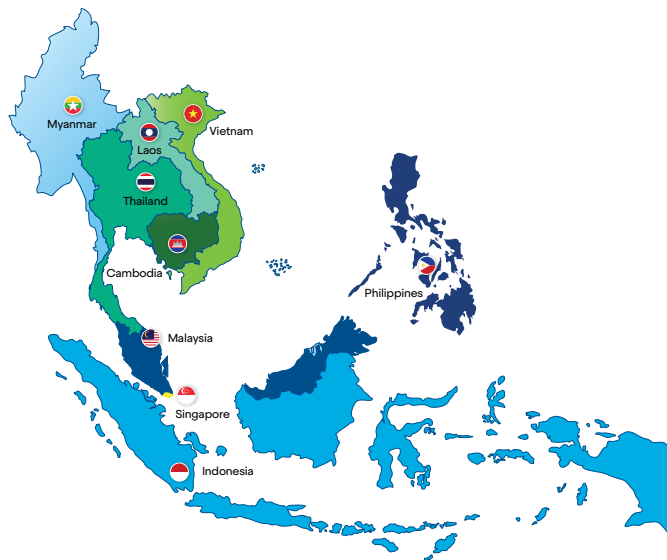 Myanmar
Vietnam
Laos
Thailand
Cambodia
Philippines
Malaysia
Singapore
Indonesia